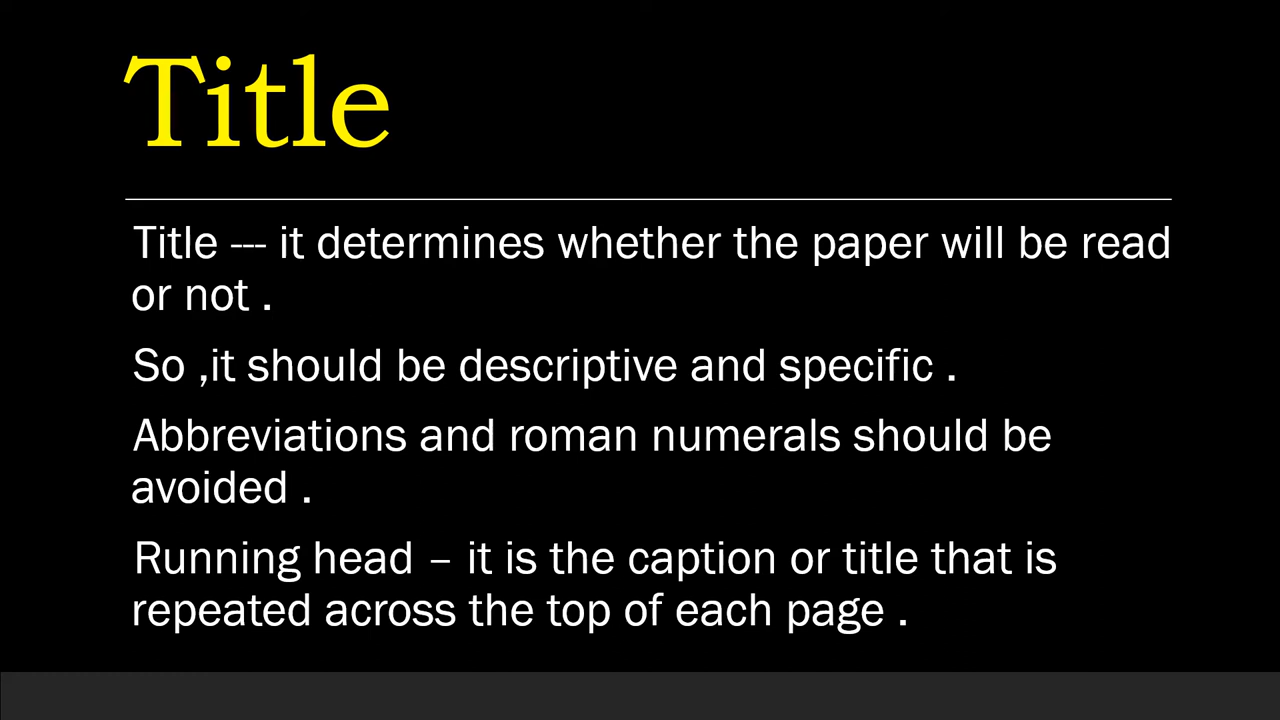 Title
Title --- it determines whether the paper will be read
or not .
So ,it should be descriptive and specific .
Abbreviations and roman numerals should be
avoided .
Running head – it is the caption or title that is
repeated across the top of each page .